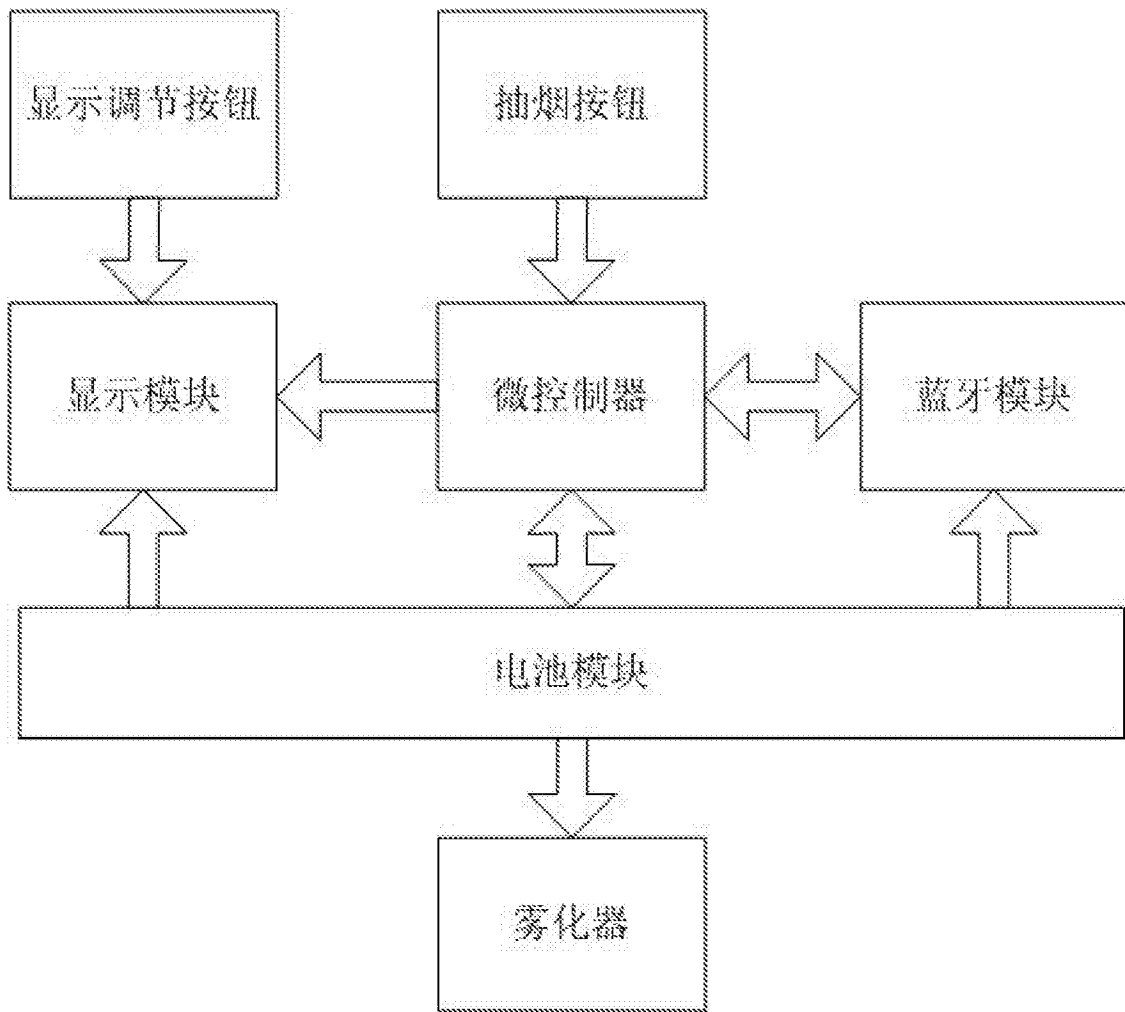 显示调节按钮
抽烟按钮
显示模块
微控制器
蓝牙模块
电池模块
雾化器